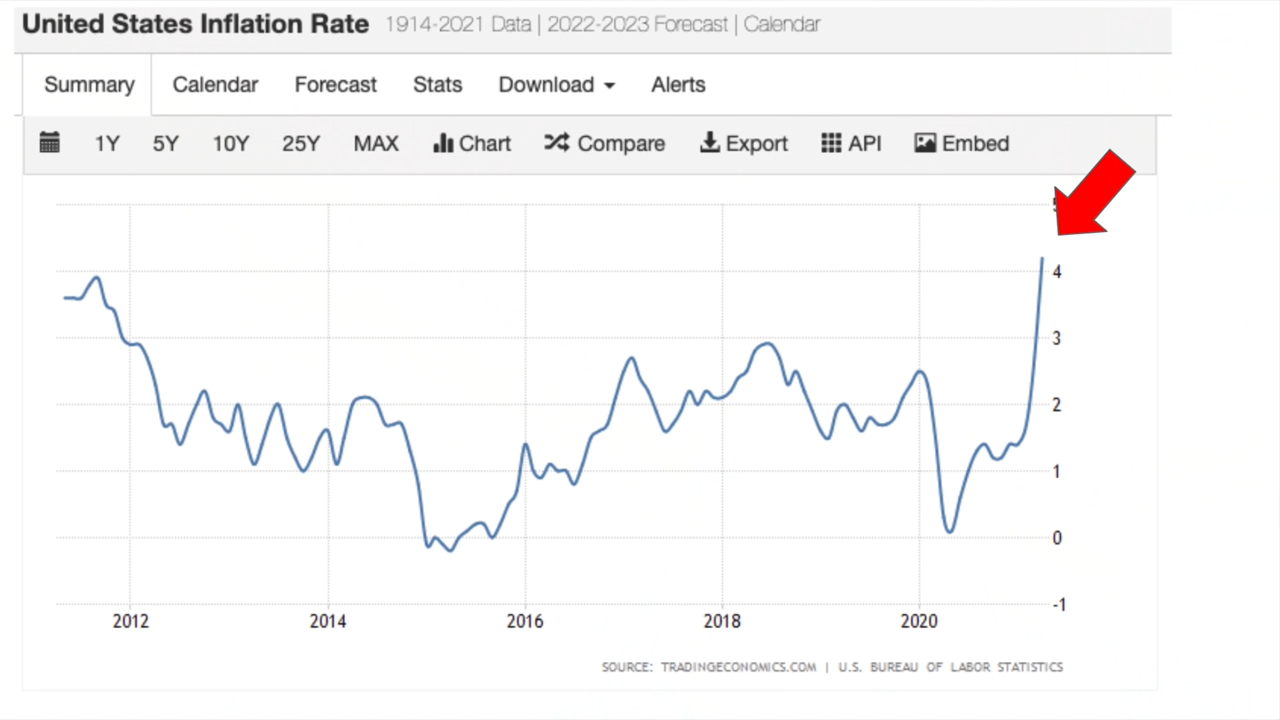 United States Inflation Rate 1914-2021 Data | 2022-2023 Forecast | Calendar
Summary Calendar Forecast Stats Download Alerts
1Y 5Y 10Y 25Y MAX Chart Compare Export API Embed
4
3
2
1
0
-1
2012 2014 2016 2018 2020
SOURCE: TRADINGECONOMICS.COM | U.S. BUREAU OF LABOR STATISTICS